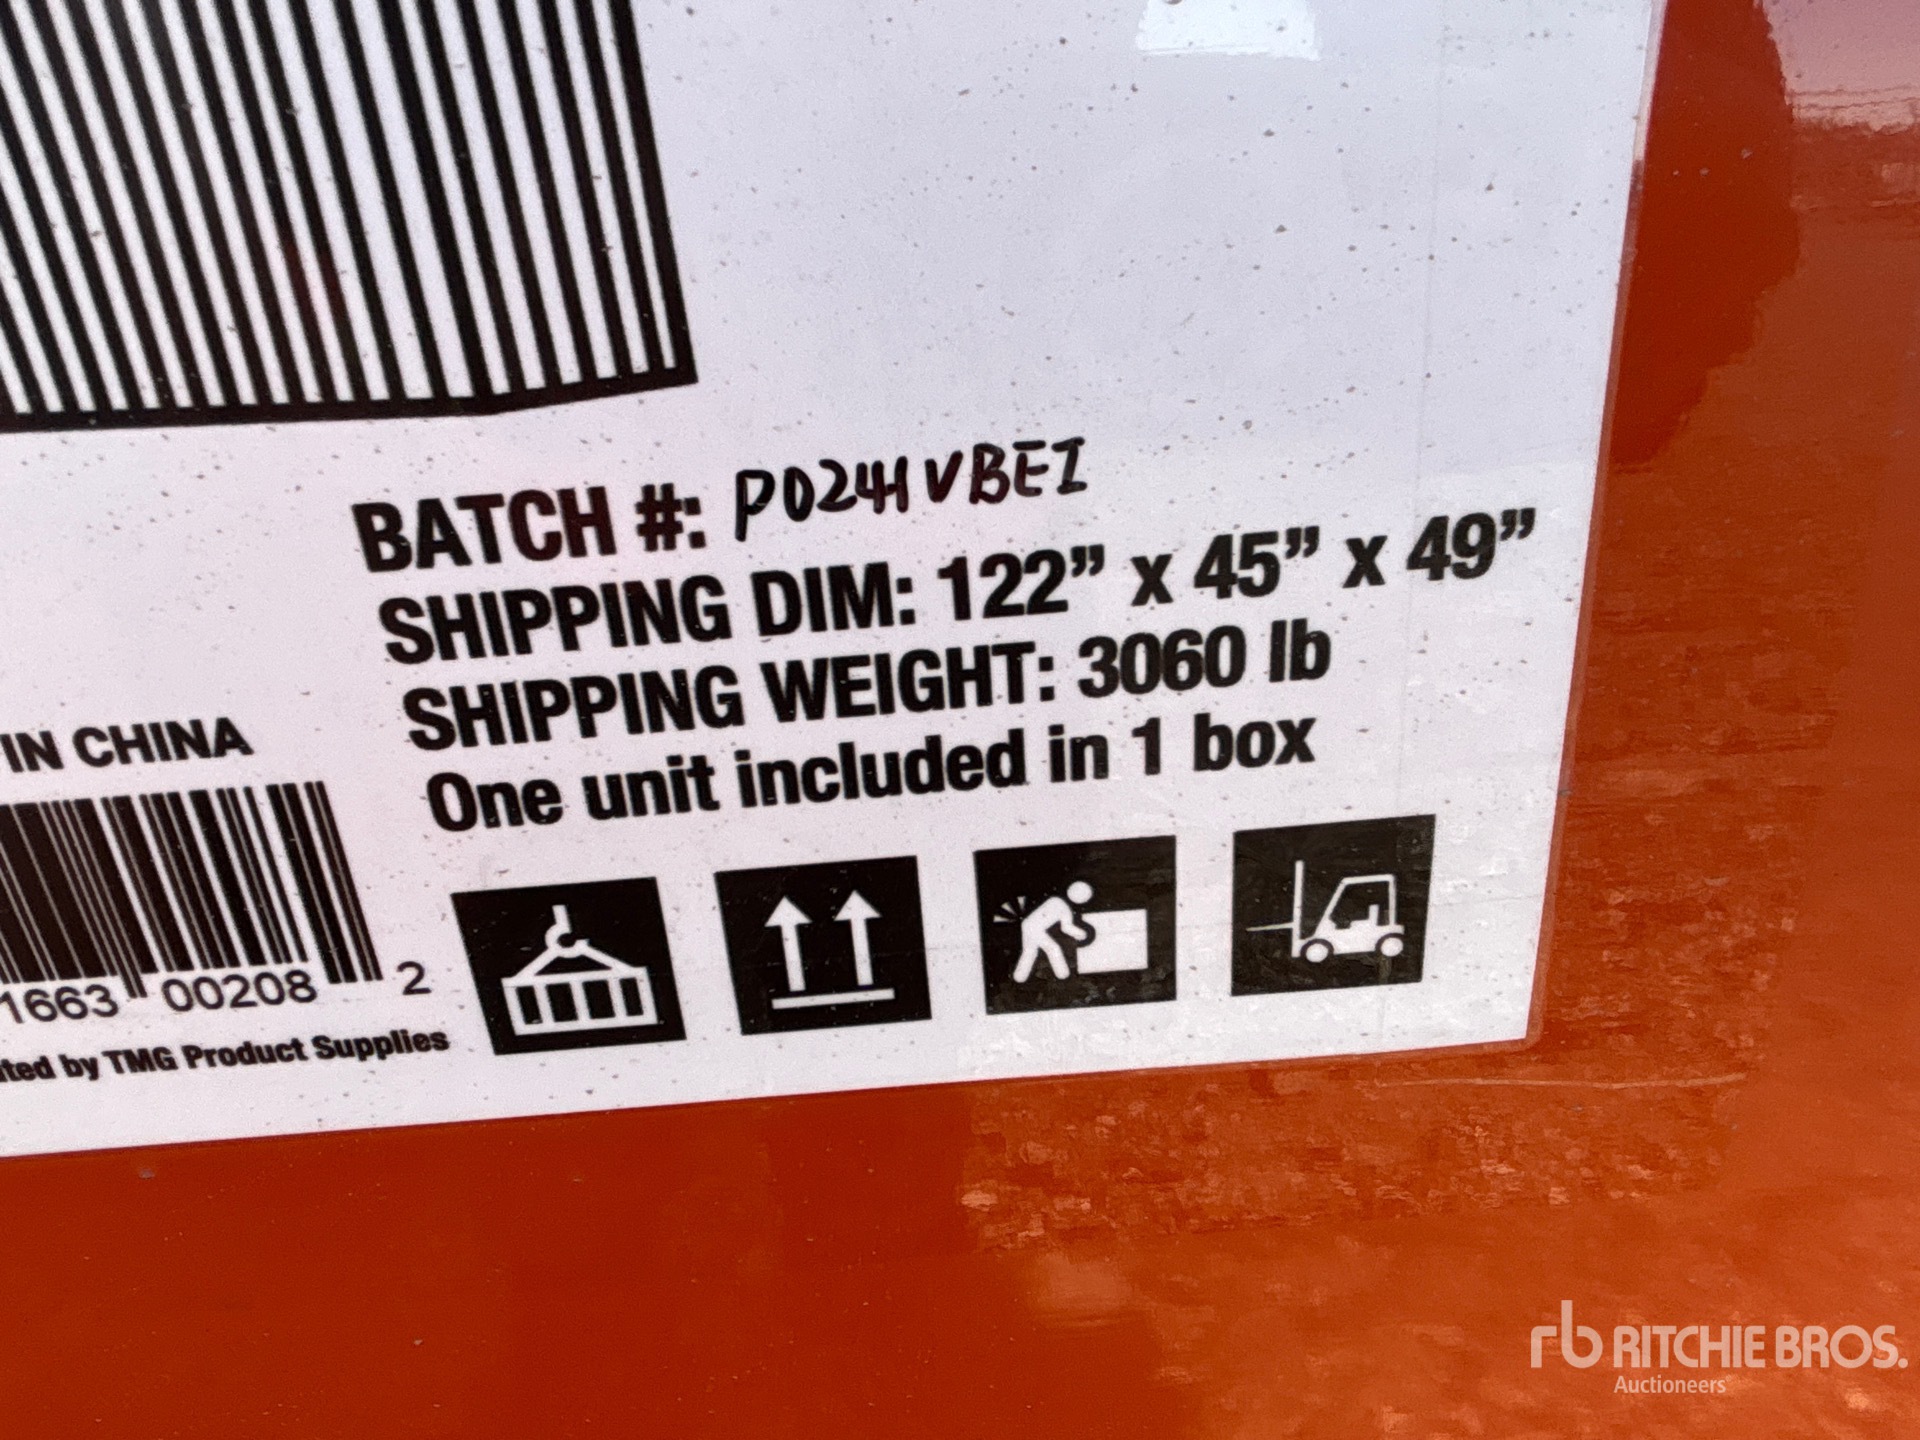 BATCH #: P0241VBEI
SHIPPING DIM: 122” x 45” x 49”
SHIPPING WEIGHT: 3060 lb
One unit included in 1 box
IN CHINA
1663 00208 2
by TMG Product Supplies
rb RITCHIE BROS.
Auctioneers